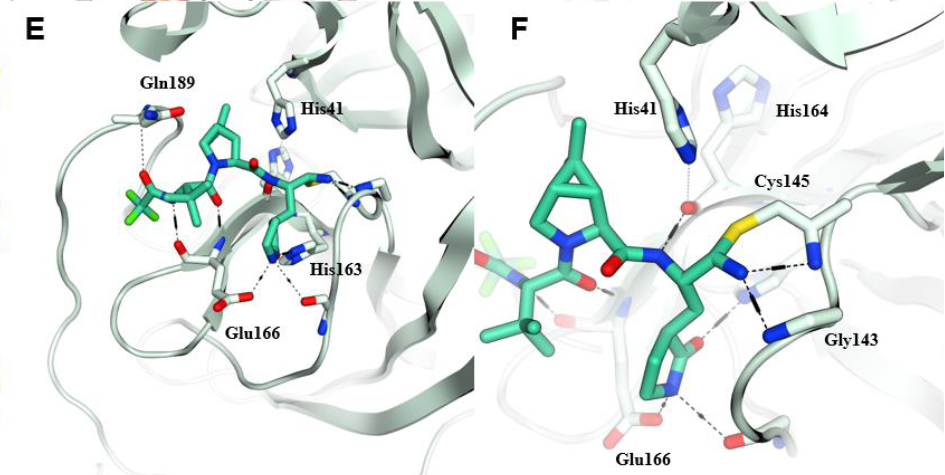 E
Gln189
His41
His163
Glu166
F
His41
His164
Cys145
Gly143
Glu166